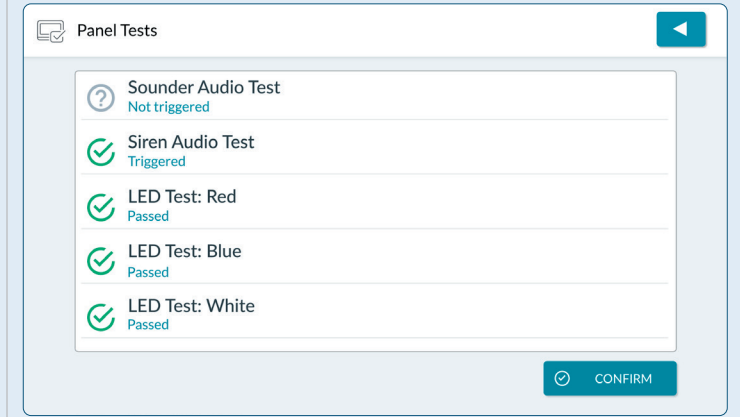 Panel Tests
Sounder Audio Test
Not triggered
Siren Audio Test
Triggered
LED Test: Red
Passed
LED Test: Blue
Passed
LED Test: White
Passed
CONFIRM